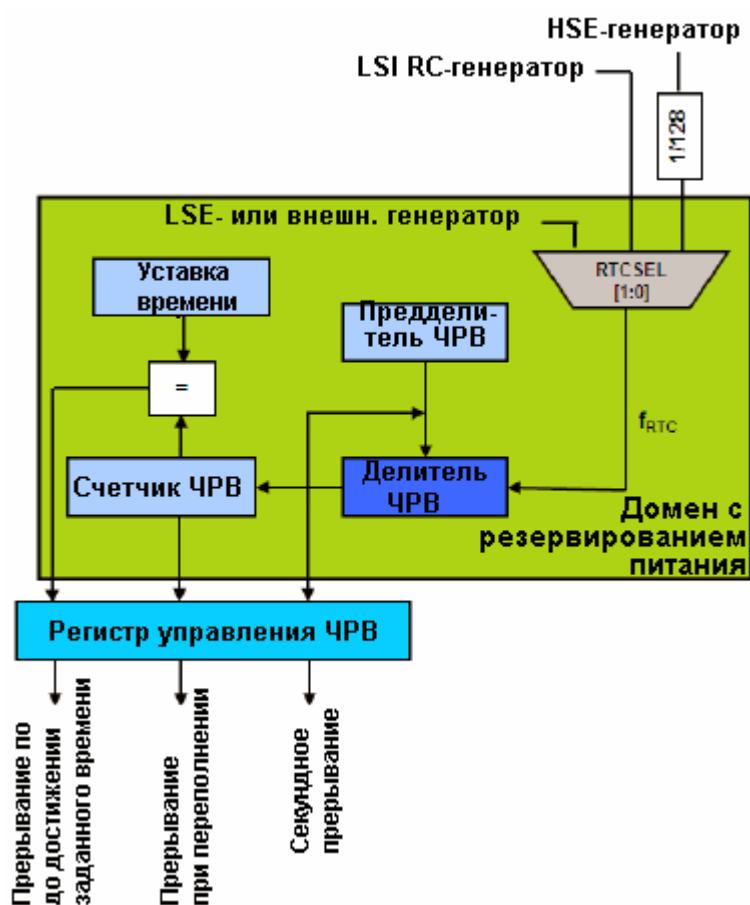 HSE-генератор
LSI RC-генератор
1/128
LSE- или внешн. генератор
RTCSEL
[1:0]
Уставка
времени
Преддели-
тель ЧРВ
=
fRTC
Счетчик ЧРВ
Делитель
ЧРВ
Домен с
резервированием
питания
Регистр управления ЧРВ
Прерывание по
до достижении
заданного времени
Прерывание
при переполнении
Секундное
прерывание